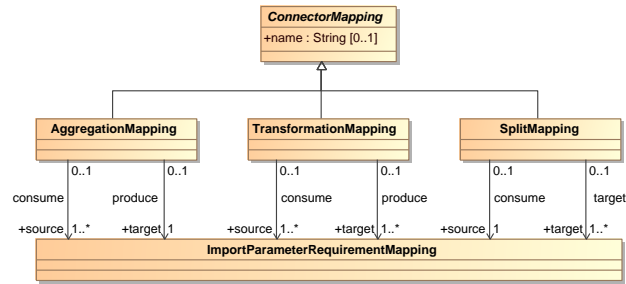 ConnectorMapping
+name : String [0..1]
AggregationMapping TransformationMapping SplitMapping
0..1 0..1 0..1 0..1 0..1 0..1
consume produce consume produce consume target
+source 1..* +target 1 +source 1..* +target 1..* +source 1 +target 1..*
ImportParameterRequirementMapping